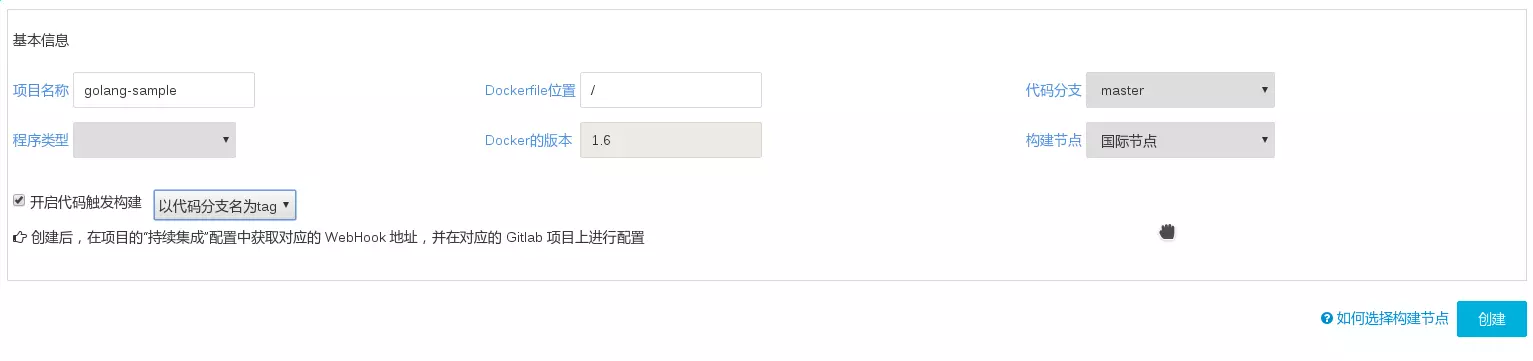 基本信息
项目名称 golang-sample Dockerfile位置 / 代码分支 master
程序类型 Docker的版本 1.6 构建节点 国际节点
开启代码触发构建 以代码分支名为tag
创建后，在项目的“持续集成”配置中获取对应的 WebHook 地址，并在对应的 Gitlab 项目上进行配置
如何选择构建节点 创建